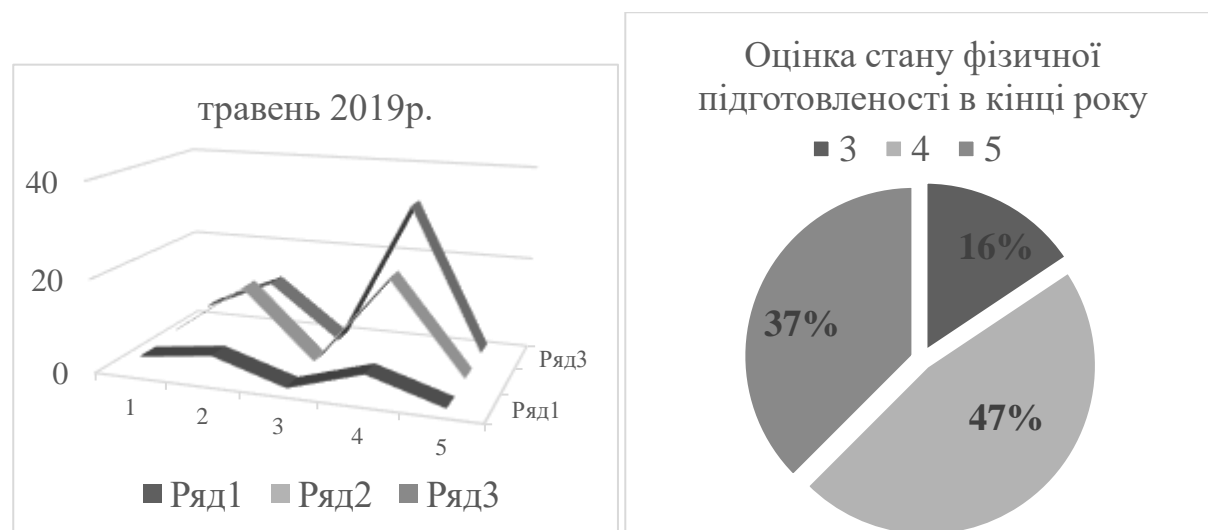 травень 2019р.
40
20
0
1
2
3
4
5
Ряд3
Ряд1
Ряд1 Ряд2 Ряд3
Оцінка стану фізичної
підготовленості в кінці року
3 4 5
16%
37%
47%